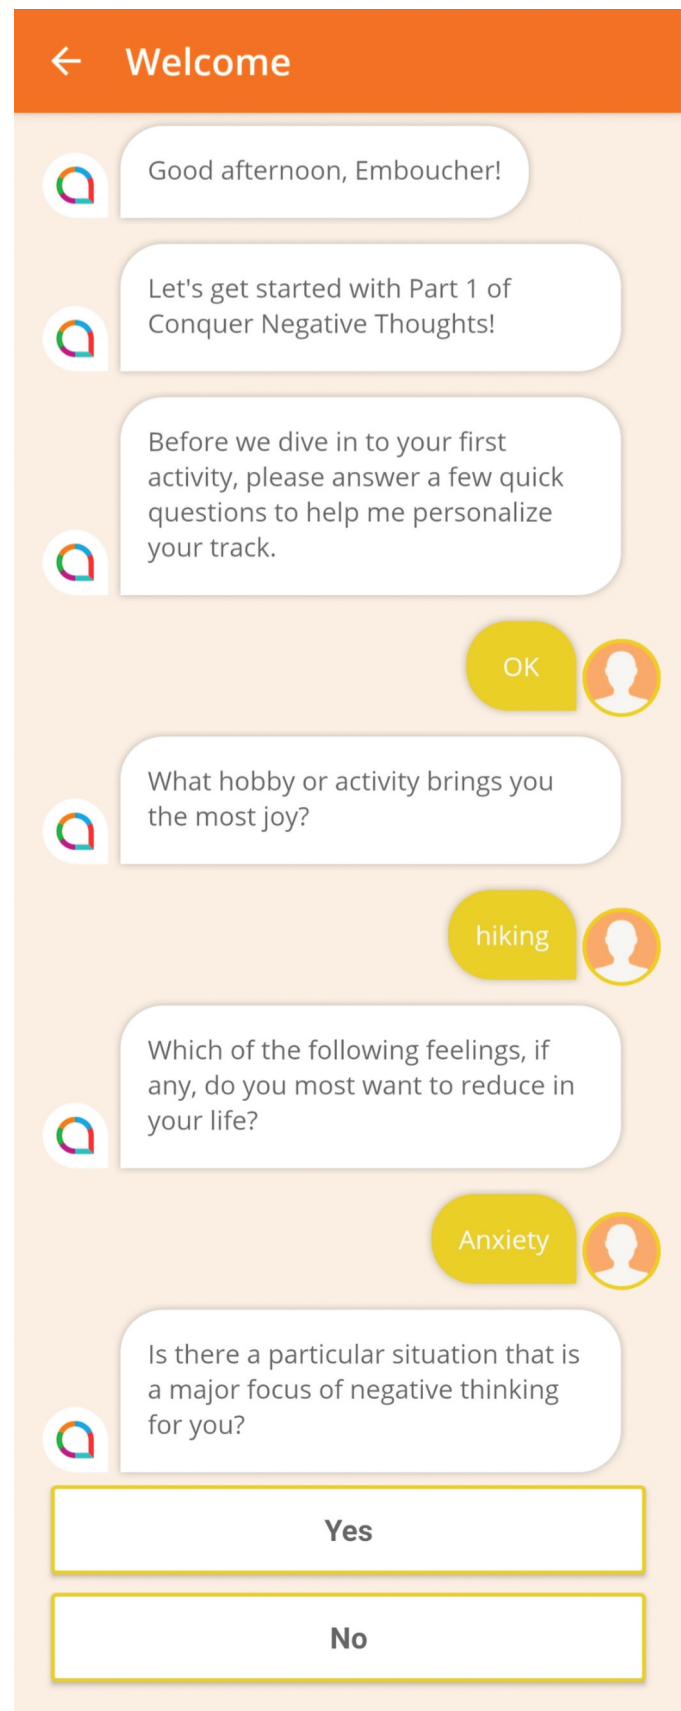 Welcome
Good afternoon, Emboucher!
Let's get started with Part 1 of
Conquer Negative Thoughts!
Before we dive in to your first
activity, please answer a few quick
questions to help me personalize
your track.
OK
What hobby or activity brings you
the most joy?
hiking
Which of the following feelings, if
any, do you most want to reduce in
your life?
Anxiety
Is there a particular situation that is
a major focus of negative thinking
for you?
Yes
No